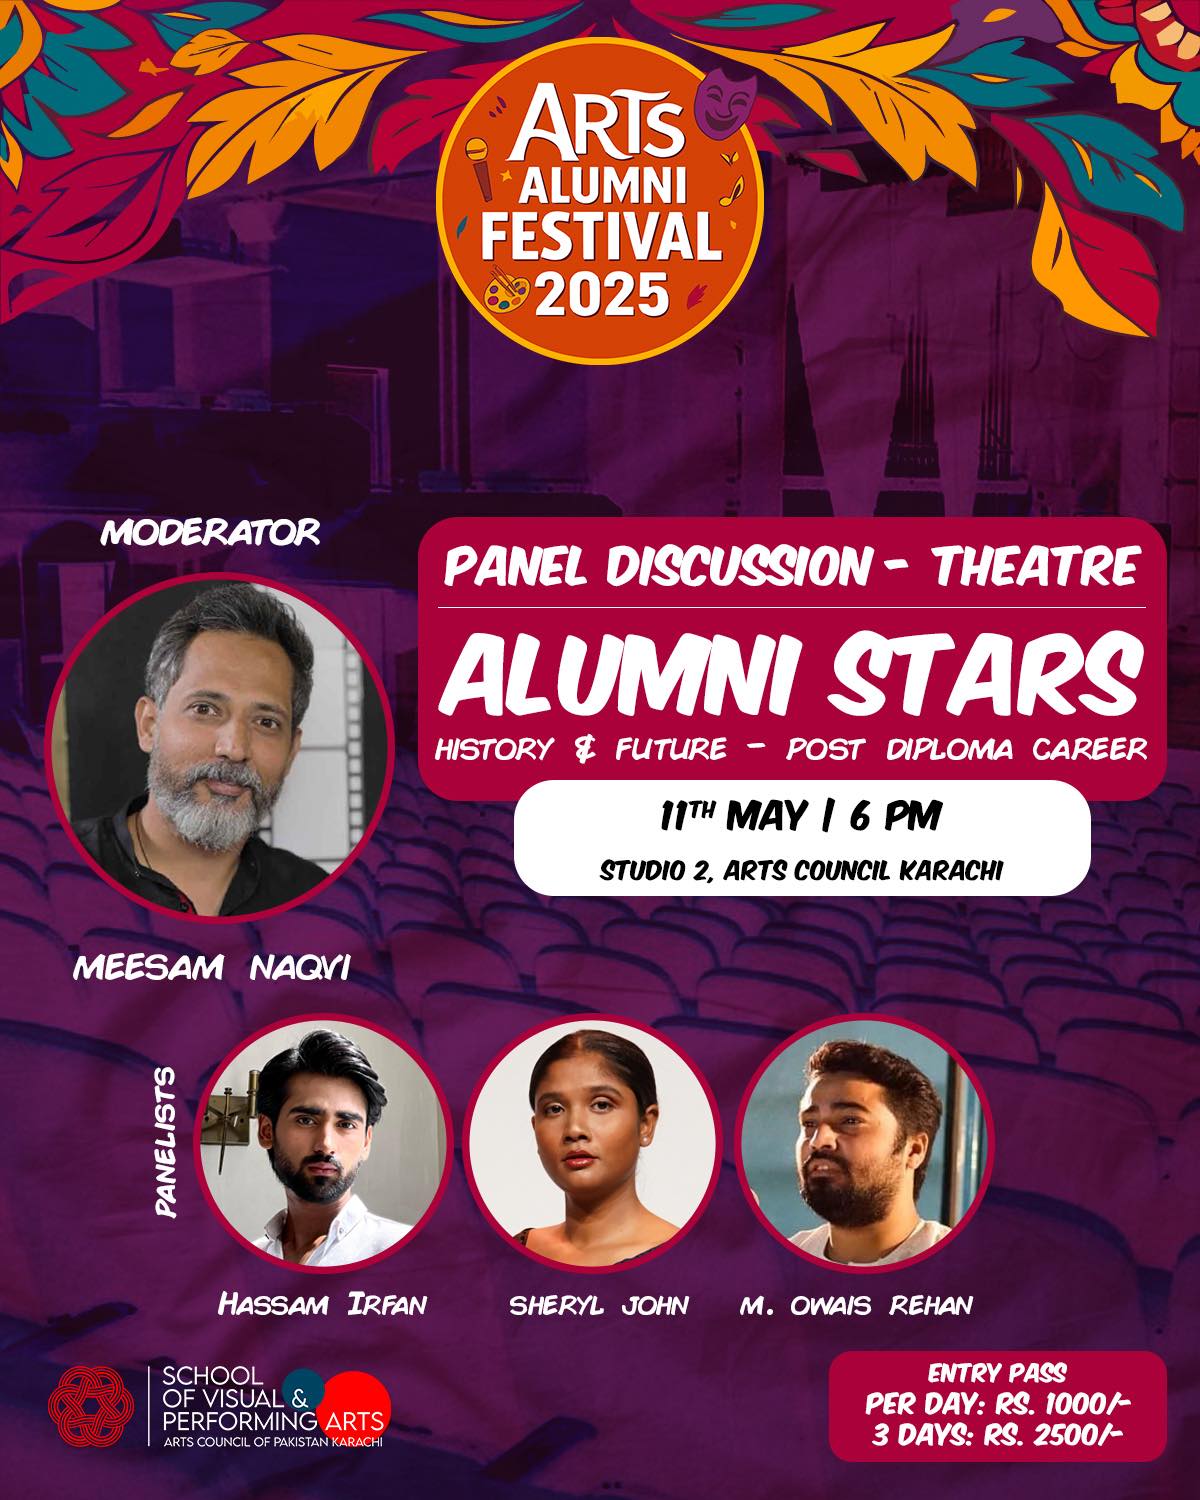 ARTS
ALUMNI
FESTIVAL
2025
MODERATOR
PANEL DISCUSSION - THEATRE
ALUMNI STARS
HISTORY & FUTURE - POST DIPLOMA CAREER
11TH MAY | 6 PM
STUDIO 2, ARTS COUNCIL KARACHI
MEESAM NAQVI
PANELISTS
HASSAM IRFAN
SHERYL JOHN
M. OWAIS REHAN
SCHOOL
OF VISUAL &
PERFORMING ARTS
ARTS COUNCIL OF PAKISTAN KARACHI
ENTRY PASS
PER DAY: RS. 1000/-
3 DAYS: RS. 2500/-